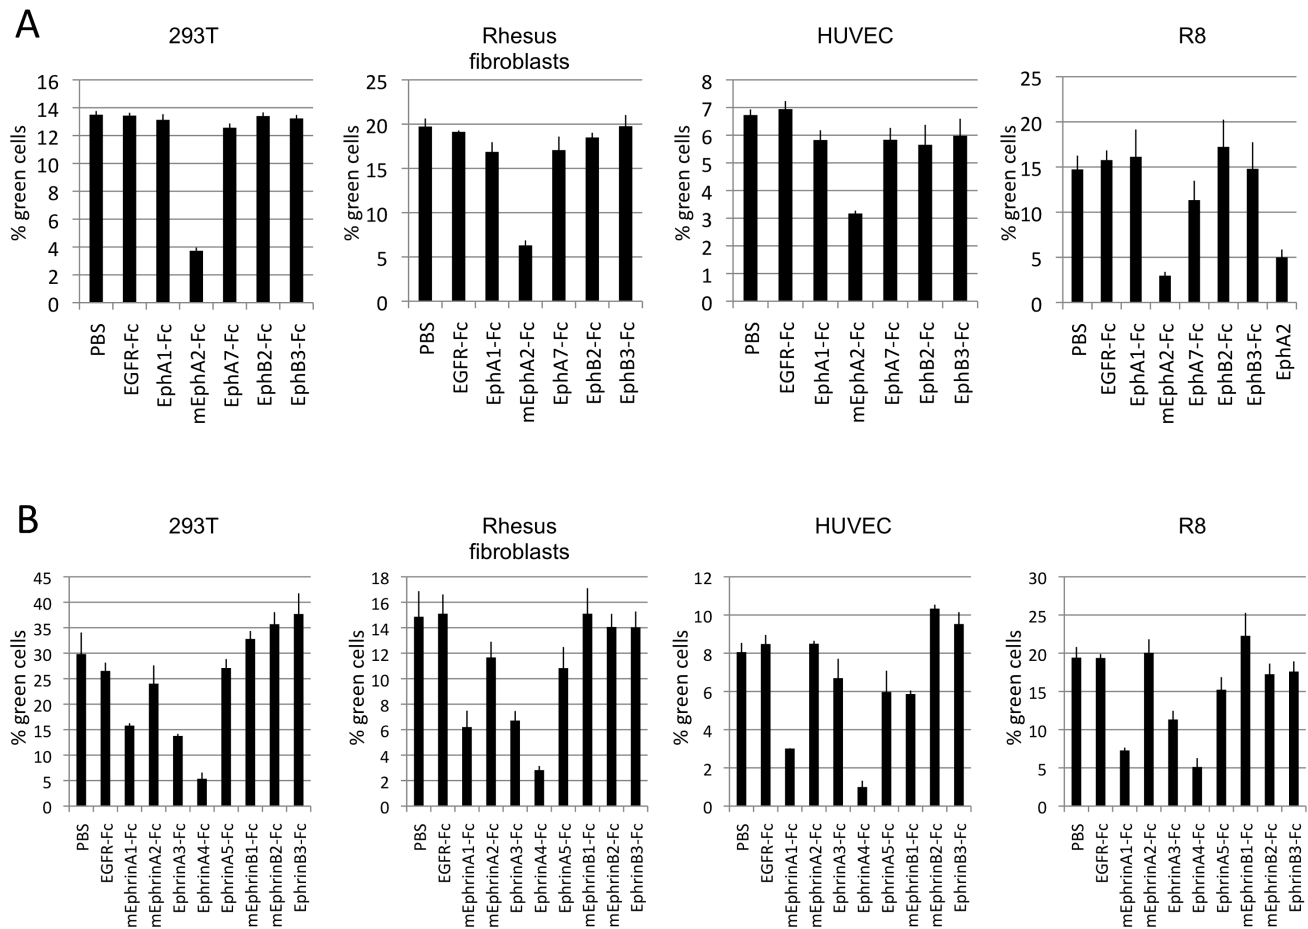 A
293T
Rhesus
fibroblasts
HUVEC
R8
% green cells
16
14
12
10
8
6
4
2
0
PBS
EGFR-Fc
EphA1-Fc
mEphA2-Fc
EphA7-Fc
EphB2-Fc
EphB3-Fc
% green cells
25
20
15
10
5
0
PBS
EGFR-Fc
EphA1-Fc
mEphA2-Fc
EphA7-Fc
EphB2-Fc
EphB3-Fc
% green cells
8
7
6
5
4
3
2
1
0
PBS
EGFR-Fc
EphA1-Fc
mEphA2-Fc
EphA7-Fc
EphB2-Fc
EphB3-Fc
% green cells
25
20
15
10
5
0
PBS
EGFR-Fc
EphA1-Fc
mEphA2-Fc
EphA7-Fc
EphB2-Fc
EphB3-Fc
EphA2
B
293T
Rhesus
fibroblasts
HUVEC
R8
% green cells
45
40
35
30
25
20
15
10
5
0
PBS
EGFR-Fc
mEphrinA1-Fc
mEphrinA2-Fc
EphrinA3-Fc
EphrinA4-Fc
EphrinA5-Fc
mEphrinB1-Fc
mEphrinB2-Fc
EphrinB3-Fc
% green cells
18
16
14
12
10
8
6
4
2
0
PBS
EGFR-Fc
mEphrinA1-Fc
mEphrinA2-Fc
EphrinA3-Fc
EphrinA4-Fc
EphrinA5-Fc
mEphrinB1-Fc
mEphrinB2-Fc
EphrinB3-Fc
% green cells
12
10
8
6
4
2
0
PBS
EGFR-Fc
mEphrinA1-Fc
mEphrinA2-Fc
EphrinA3-Fc
EphrinA4-Fc
EphrinA5-Fc
mEphrinB1-Fc
mEphrinB2-Fc
EphrinB3-Fc
% green cells
30
25
20
15
10
5
0
PBS
EGFR-Fc
mEphrinA1-Fc
mEphrinA2-Fc
EphrinA3-Fc
EphrinA4-Fc
EphrinA5-Fc
mEphrinB1-Fc
mEphrinB2-Fc
EphrinB3-Fc